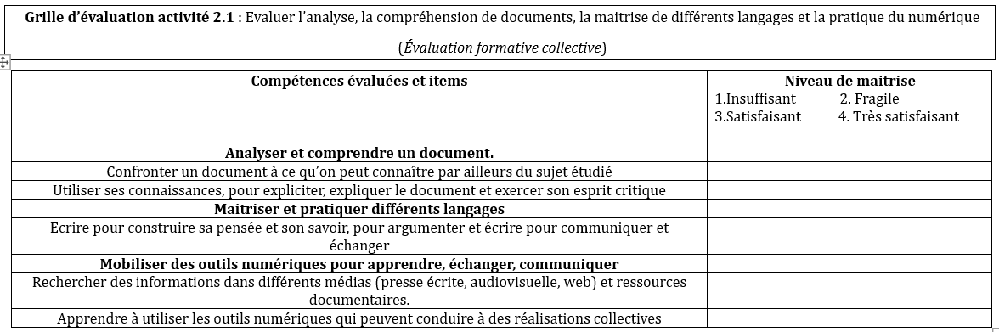 Grille d’évaluation activité 2.1 : Evaluer l’analyse, la compréhension de documents, la maitrise de différents langages et la pratique du numérique
(Évaluation formative collective)
Compétences évaluées et items
Niveau de maitrise
1.Insuffisant 2. Fragile
3.Satisfaisant 4. Très satisfaisant
Analyser et comprendre un document.
Confronter un document à ce qu’on peut connaître par ailleurs du sujet étudié
Utiliser ses connaissances, pour expliciter, expliquer le document et exercer son esprit critique
Maitriser et pratiquer différents langages
Ecrire pour construire sa pensée et son savoir, pour argumenter et écrire pour communiquer et
échanger
Mobiliser des outils numériques pour apprendre, échanger, communiquer
Rechercher des informations dans différents médias (presse écrite, audiovisuelle, web) et ressources
documentaires.
Apprendre à utiliser les outils numériques qui peuvent conduire à des réalisations collectives